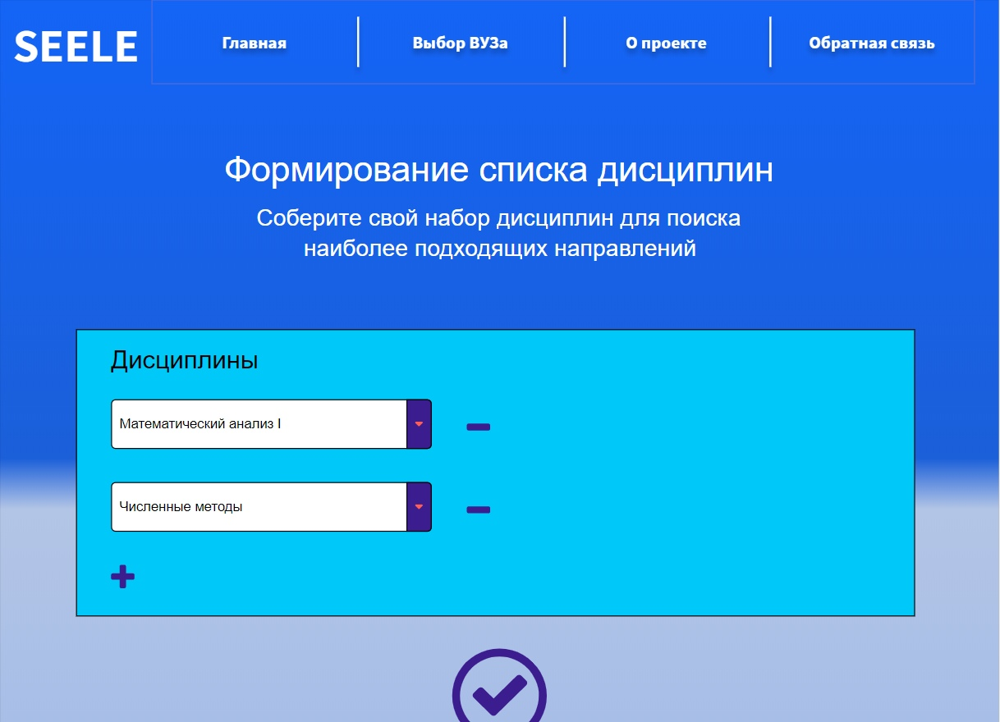 SEELE
Главная
Выбор ВУЗа
О проекте
Обратная связь
Формирование списка дисциплин
Соберите свой набор дисциплин для поиска
наиболее подходящих направлений
Дисциплины
Математический анализ I
Численные методы